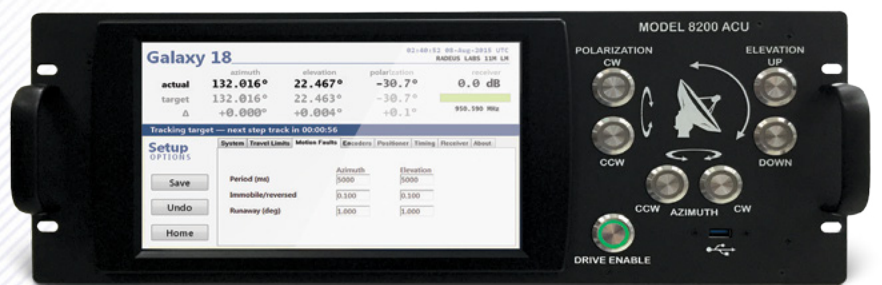 MODEL 8200 ACU
Galaxy 18
02:40:52 08-Aug-2015 UTC
RADEUS LABS 11M LM
azimuth elevation polarization receiver
actual 132.016° 22.467° -30.7° 0.0 dB
target 132.016° 22.463° -30.7°
Δ +0.000° +0.004° +0.1° 950.590 MHz
Tracking target — next step track in 00:00:56
Setup
OPTIONS
System Travel Limits Motion Faults Encoders Positioner Timing Receiver About
Azimuth Elevation
Period (ms) 5000 5000
Immobile/reversed 0.100 0.100
Runaway (deg) 1.000 1.000
Save
Undo
Home
POLARIZATION
CW
CCW
ELEVATION
UP
DOWN
CCW AZIMUTH CW
DRIVE ENABLE